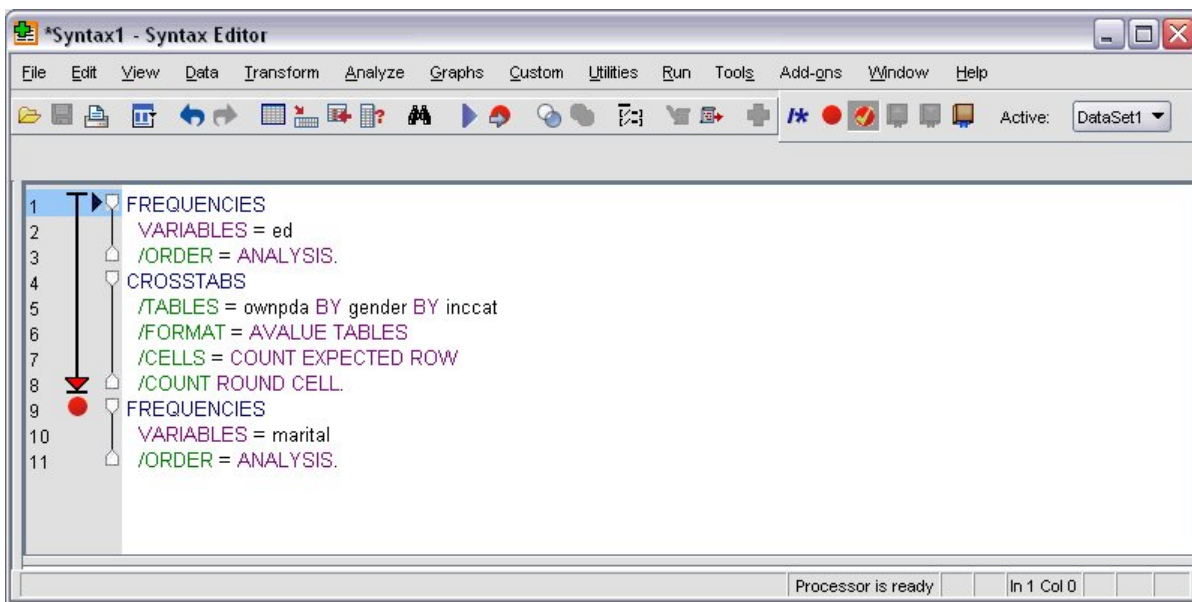 *Syntax1 - Syntax Editor
File Edit View Data Transform Analyze Graphs Custom Utilities Run Tools Add-ons Window Help
Active: DataSet1
1 FREQUENCIES
2 VARIABLES = ed
3 /ORDER = ANALYSIS.
4 CROSSTABS
5 /TABLES = ownpda BY gender BY inccat
6 /FORMAT = AVALUE TABLES
7 /CELLS = COUNT EXPECTED ROW
8 /COUNT ROUND CELL.
9 FREQUENCIES
10 VARIABLES = marital
11 /ORDER = ANALYSIS.
Processor is ready In 1 Col 0